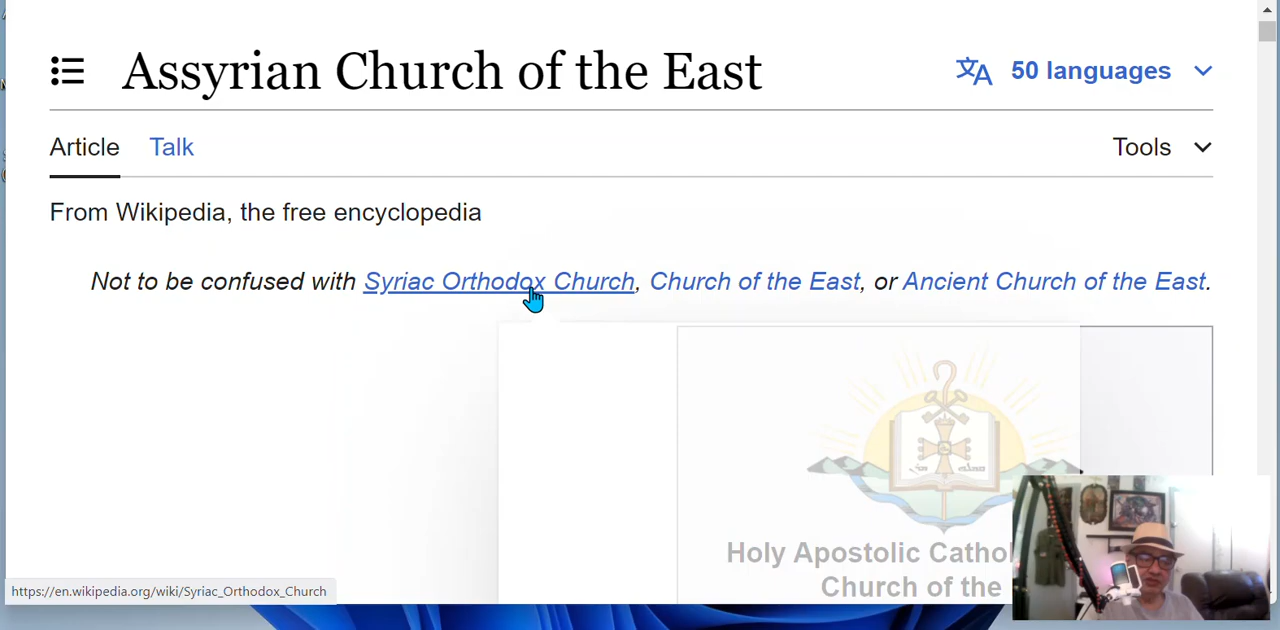 Assyrian Church of the East
50 languages
Article Talk Tools
From Wikipedia, the free encyclopedia
Not to be confused with Syriac Orthodox Church, Church of the East, or Ancient Church of the East.
Holy Apostolic
Church of the
https://en.wikipedia.org/wiki/Syriac_Orthodox_Church